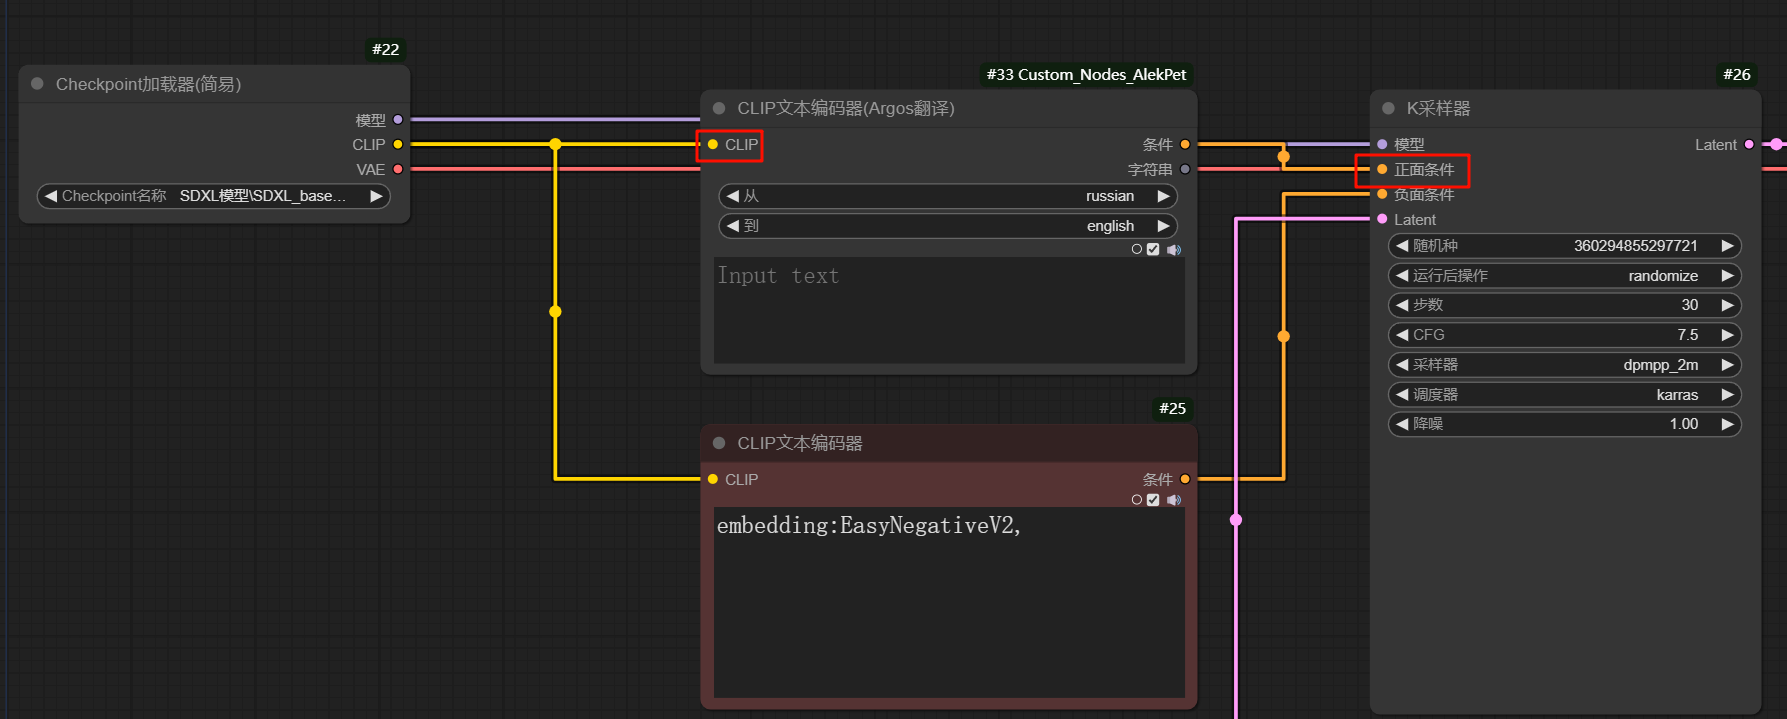 #22
Checkpoint加载器(简易)
模型
CLIP
VAE
Checkpoint名称 SDXL模型\SDXL_base...
#33 Custom_Nodes_AlekPet
CLIP文本编码器(Argos翻译)
CLIP 条件
字符串
从 russian
到 english
Input text
#25
CLIP文本编码器
CLIP 条件
embedding:EasyNegativeV2,
#26
K采样器
模型 Latent
正面条件
负面条件
Latent
随机种 360294855297721
运行后操作 randomize
步数 30
CFG 7.5
采样器 dpmpp_2m
调度器 karras
降噪 1.00